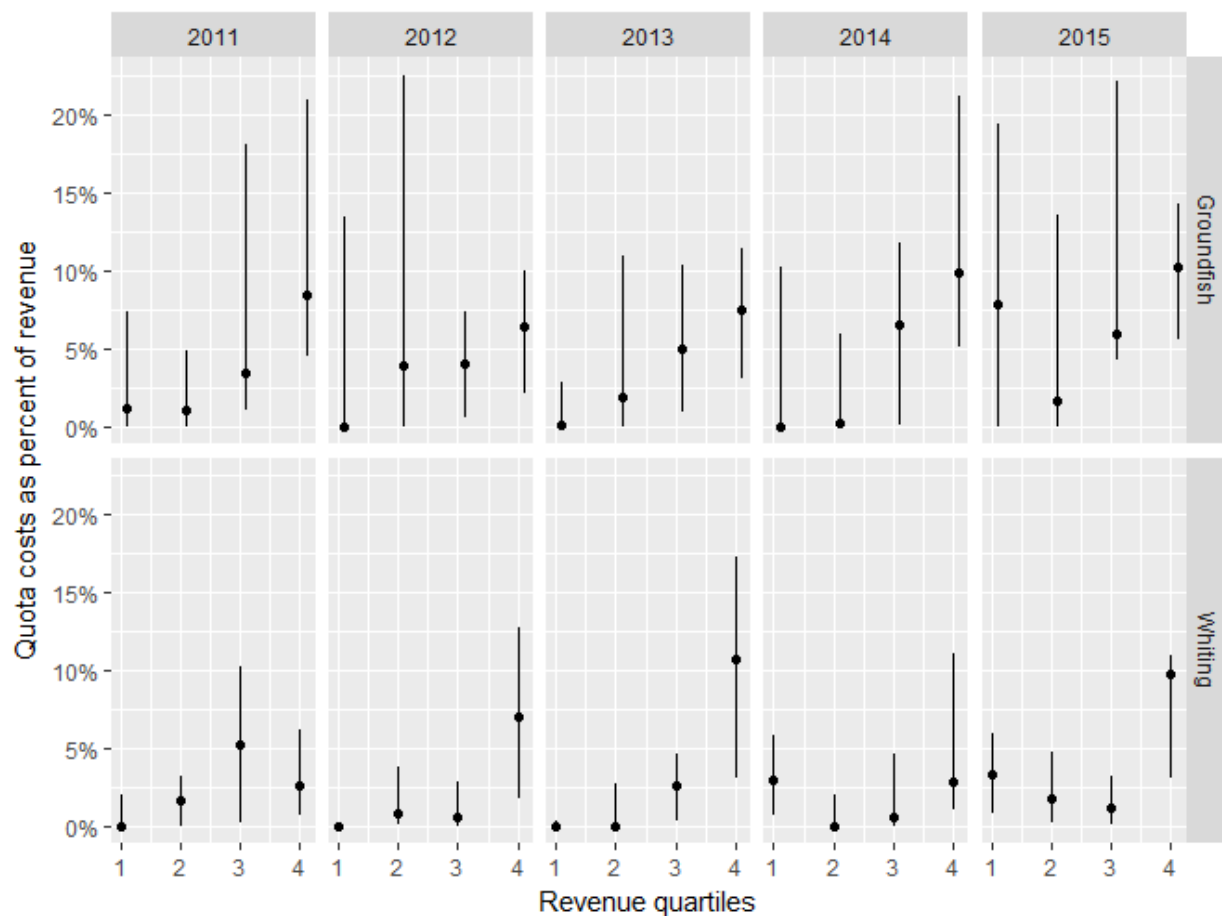 2011 2012 2013 2014 2015
Quota costs as percent of revenue
20%
15%
10%
5%
0%
Groundfish
20%
15%
10%
5%
0%
Whiting
1 2 3 4 1 2 3 4 1 2 3 4 1 2 3 4 1 2 3 4
Revenue quartiles